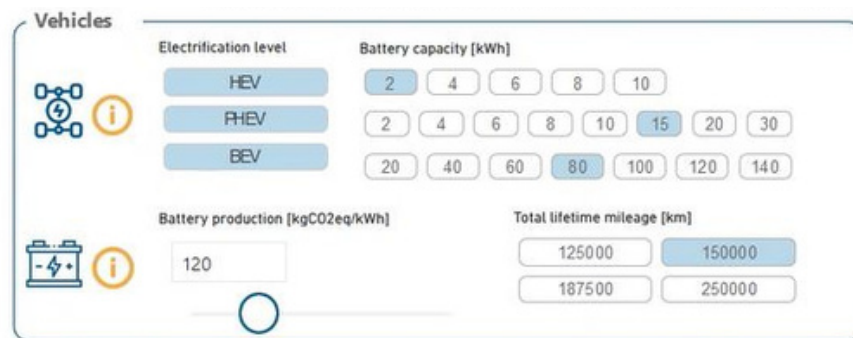 Vehicles
Electrification level
Battery capacity [kWh]
HEV
2 4 6 8 10
PHEV
2 4 6 8 10 15 20 30
BEV
20 40 60 80 100 120 140
Battery production [kgCO2eq/kWh]
Total lifetime mileage [km]
120
125000 150000
187500 250000